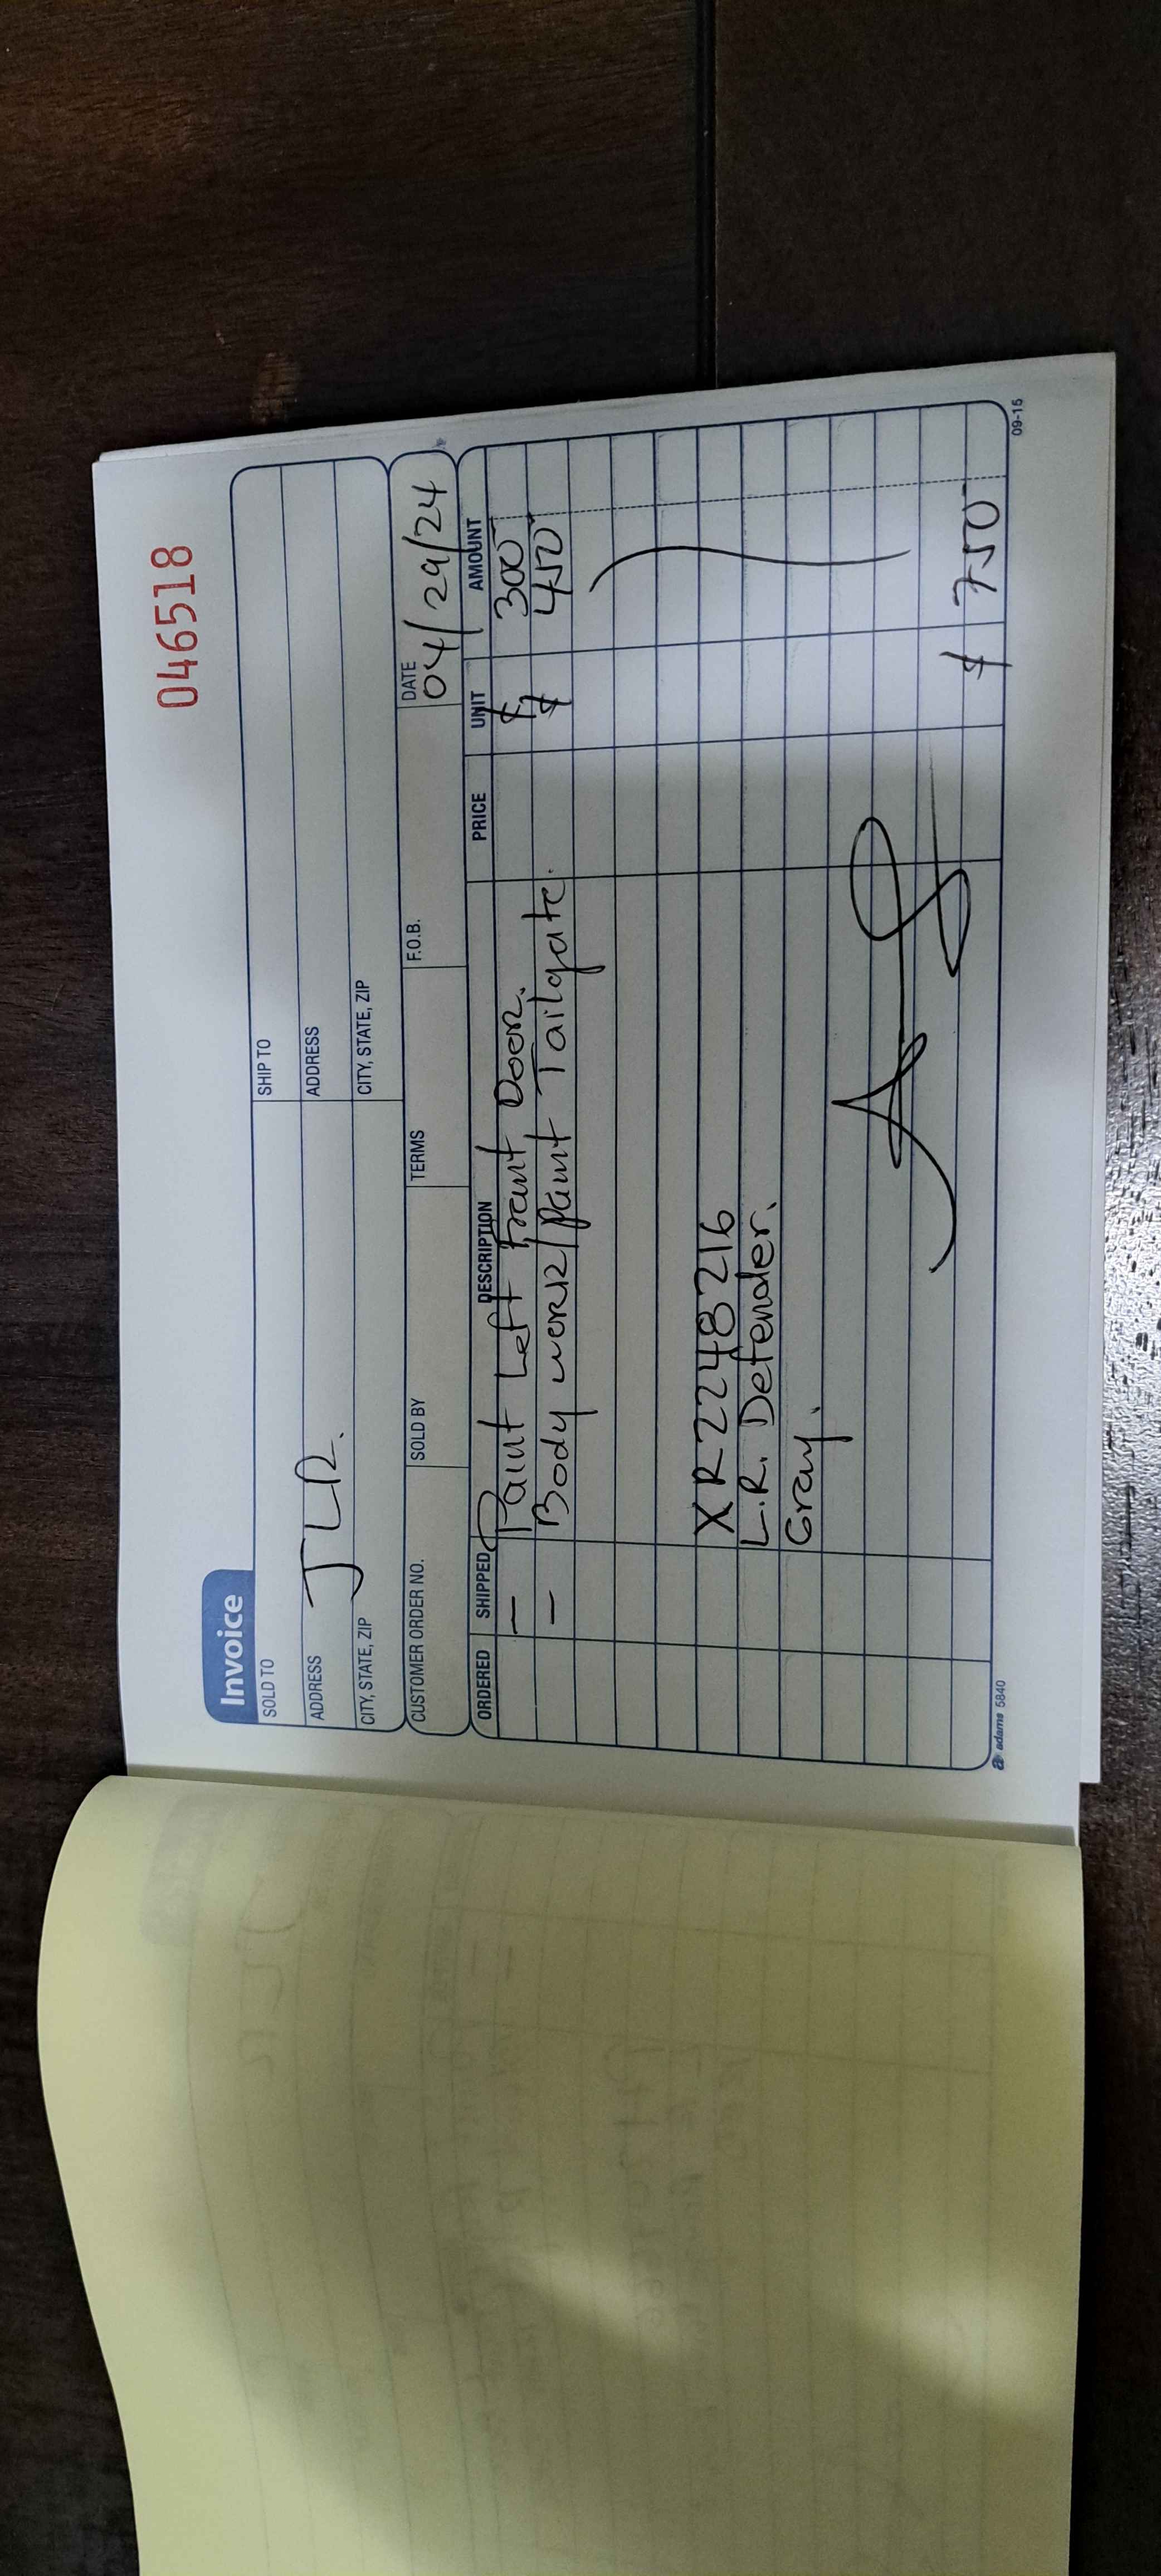 046518
Invoice
SOLD TO
SHIP TO
ADDRESS
JLR.
ADDRESS
CITY, STATE, ZIP
CITY, STATE, ZIP
CUSTOMER ORDER NO. SOLD BY TERMS F.O.B. DATE
04/29/24
ORDERED SHIPPED DESCRIPTION PRICE UNIT AMOUNT
— Paint Left Front Door. $ 300
— Body work/Paint Tailgate. $ 450
XR2248216
L.R. Defender.
Gray.
$ 750
a adams 5840
09-15